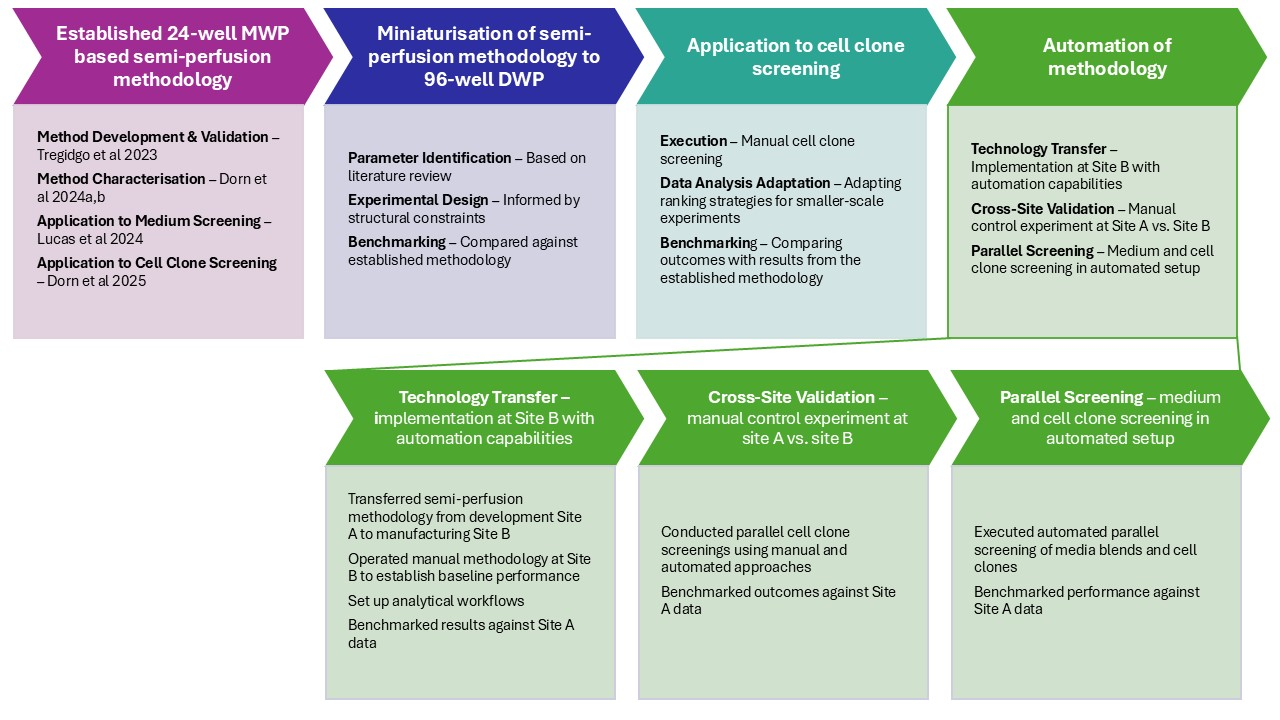 Established 24-well MWP
based semi-perfusion
methodology
Method Development & Validation –
Tregidgo et al 2023
Method Characterisation – Dorn et
al 2024a,b
Application to Medium Screening –
Lucas et al 2024
Application to Cell Clone Screening
– Dorn et al 2025
Miniaturisation of semi-
perfusion methodology to
96-well DWP
Parameter Identification – Based on
literature review
Experimental Design – Informed by
structural constraints
Benchmarking – Compared against
established methodology
Application to cell clone
screening
Execution – Manual cell clone
screening
Data Analysis Adaptation – Adapting
ranking strategies for smaller-scale
experiments
Benchmarking – Comparing
outcomes with results from the
established methodology
Automation of
methodology
Technology Transfer –
Implementation at Site B with
automation capabilities
Cross-Site Validation – Manual
control experiment at Site A vs. Site B
Parallel Screening – Medium and cell
clone screening in automated setup
Technology Transfer –
implementation at Site B with
automation capabilities
Transferred semi-perfusion
methodology from development Site
A to manufacturing Site B
Operated manual methodology at Site
B to establish baseline performance
Set up analytical workflows
Benchmarked results against Site A
data
Cross-Site Validation –
manual control experiment at
site A vs. site B
Conducted parallel cell clone
screenings using manual and
automated approaches
Benchmarked outcomes against Site
A data
Parallel Screening – medium
and cell clone screening in
automated setup
Executed automated parallel
screening of media blends and cell
clones
Benchmarked performance against
Site A data